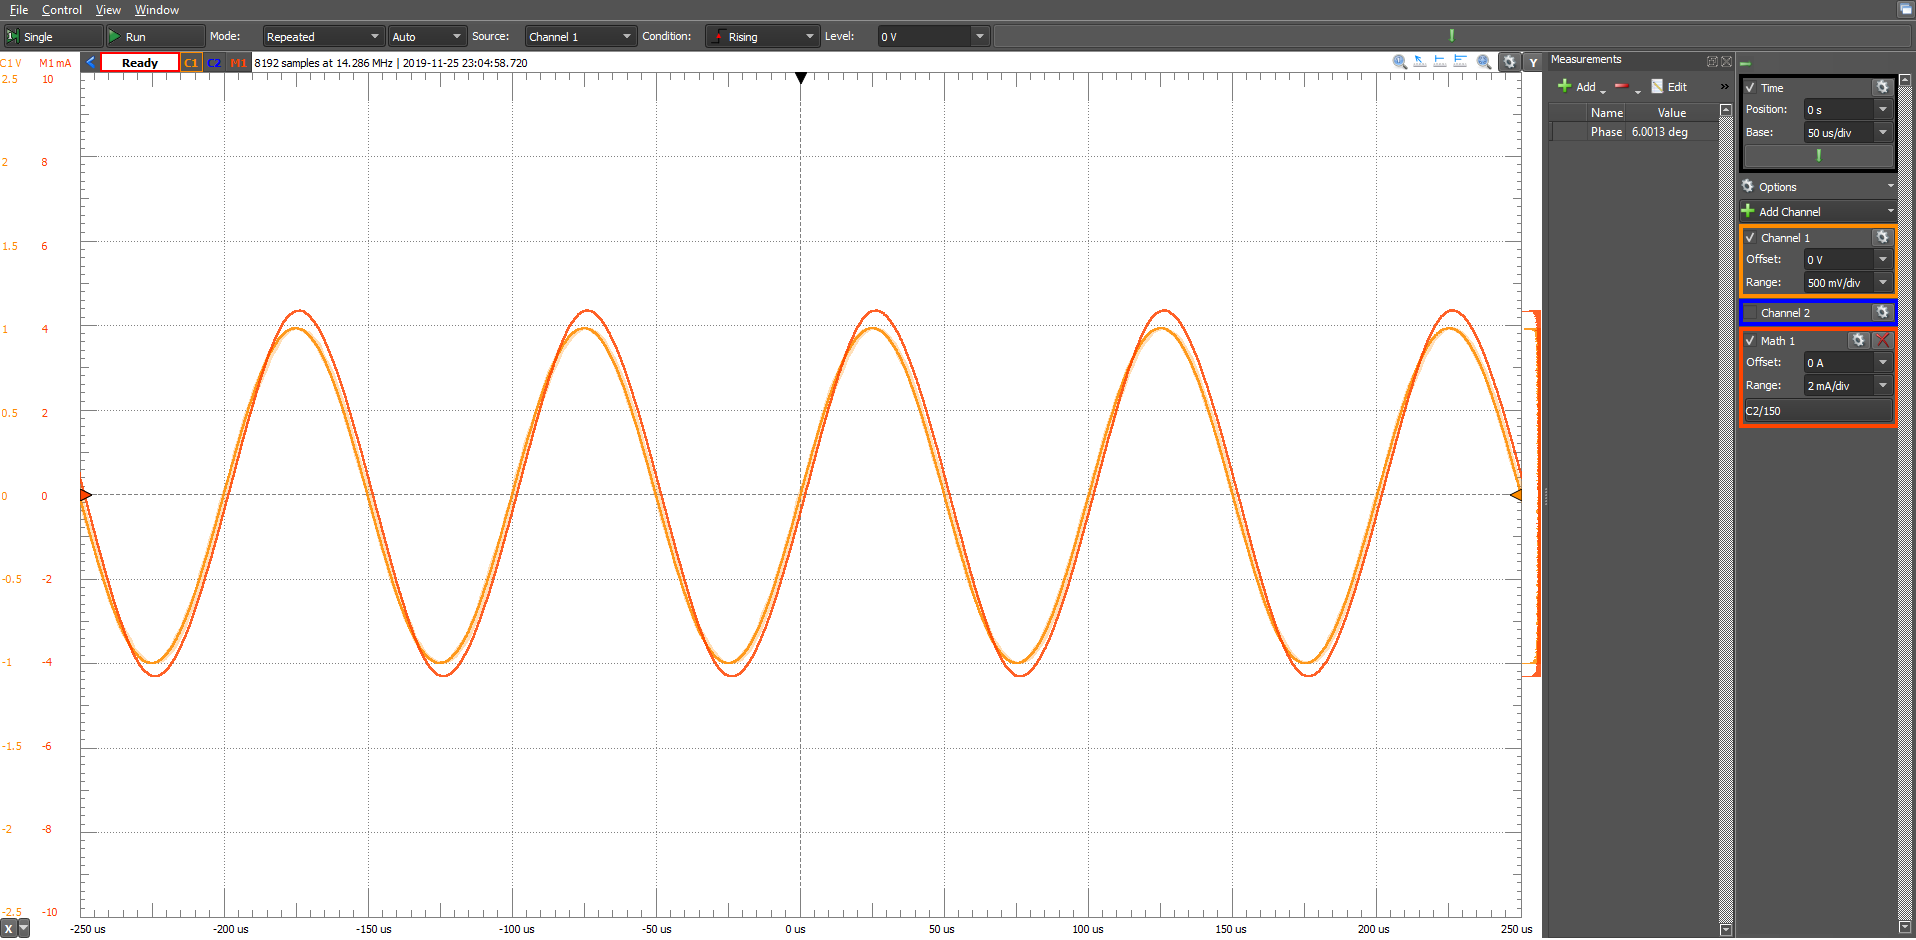 File Control View Window
Single Run Mode: Repeated Auto Source: Channel 1 Condition: Rising Level: 0 V
C1 V M1 mA Ready C1 C2 M1 8192 samples at 14.286 MHz | 2019-11-25 23:04:58.720 Y
2.5 10
2 8
1.5 6
1 4
0.5 2
0 0
-0.5 -2
-1 -4
-1.5 -6
-2 -8
-2.5 -10
X -250 us -200 us -150 us -100 us -50 us 0 us 50 us 100 us 150 us 200 us 250 us
Measurements
Add Edit »
Name Value
Phase 6.0013 deg
Time
Position: 0 s
Base: 50 us/div
Options
Add Channel
Channel 1
Offset: 0 V
Range: 500 mV/div
Channel 2
Math 1
Offset: 0 A
Range: 2 mA/div
C2/150